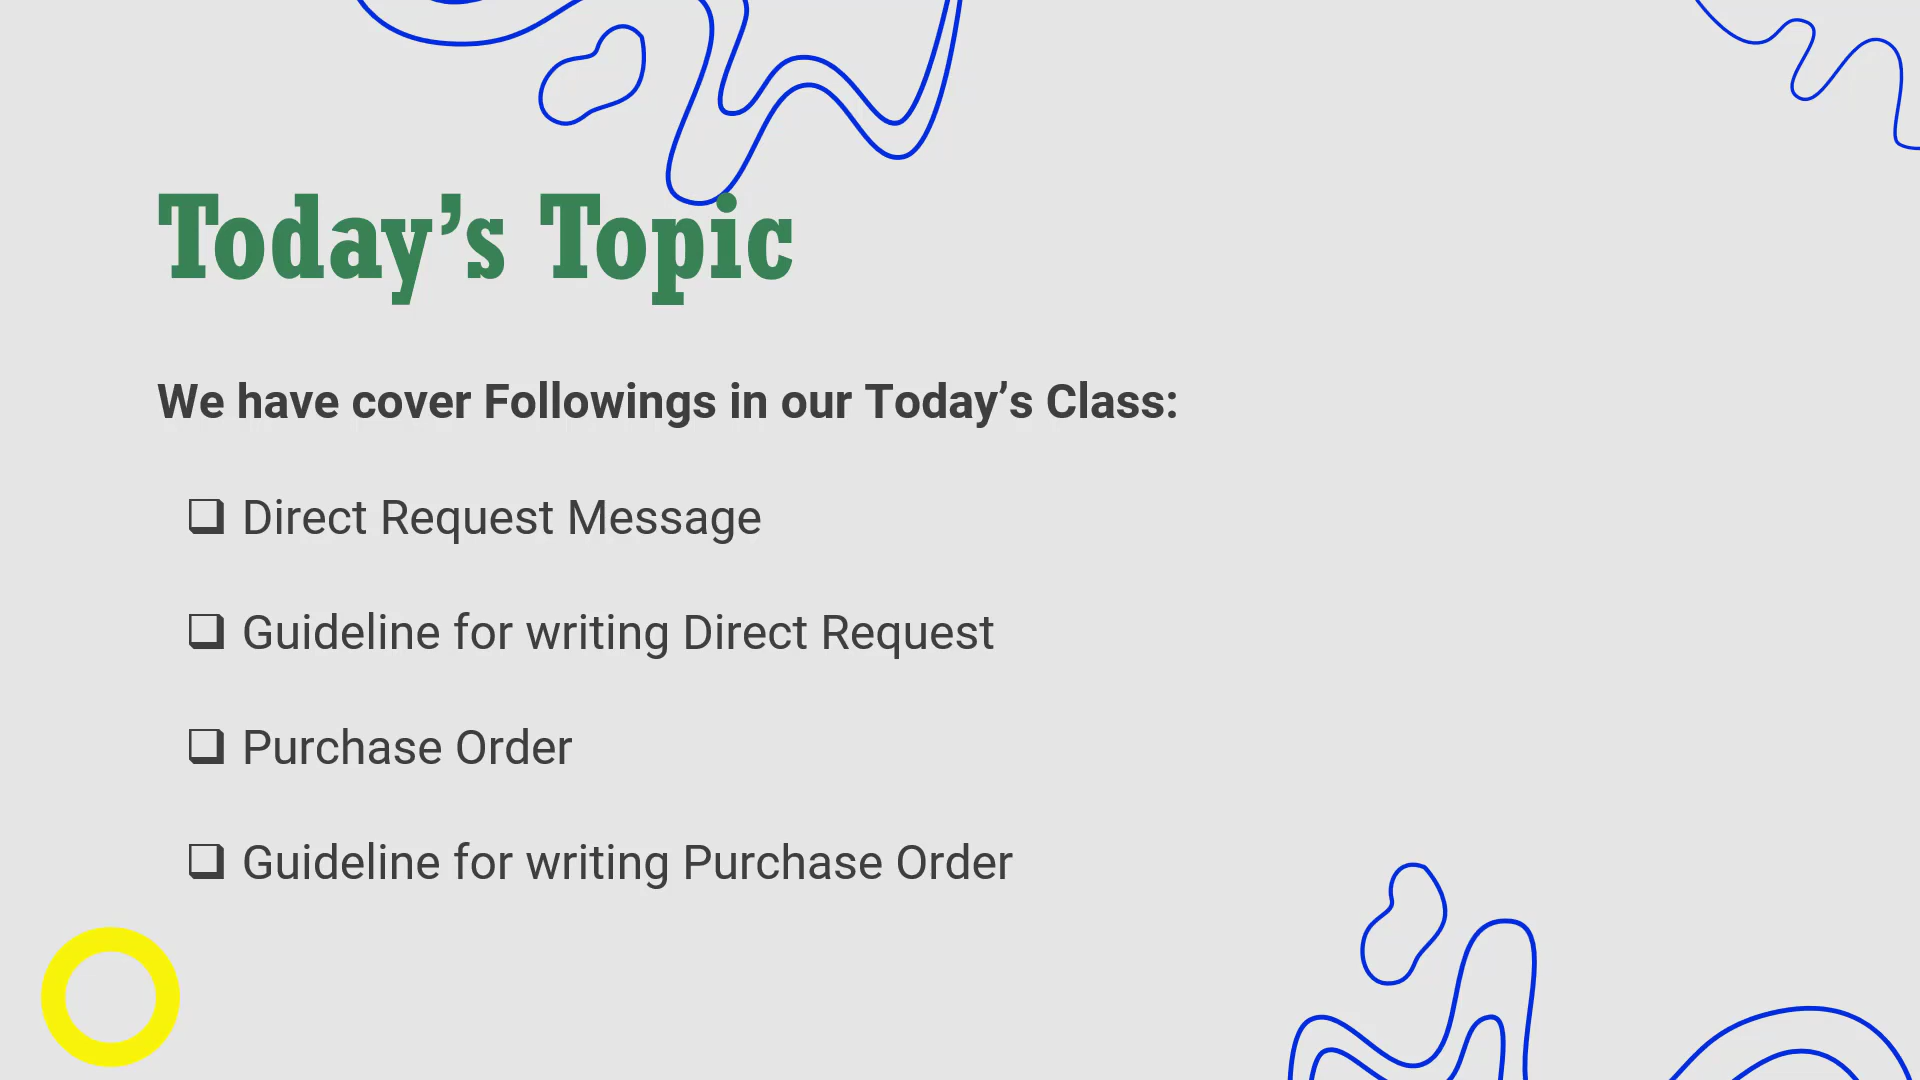 Today’s Topic
We have cover Followings in our Today’s Class:
❑ Direct Request Message
❑ Guideline for writing Direct Request
❑ Purchase Order
❑ Guideline for writing Purchase Order